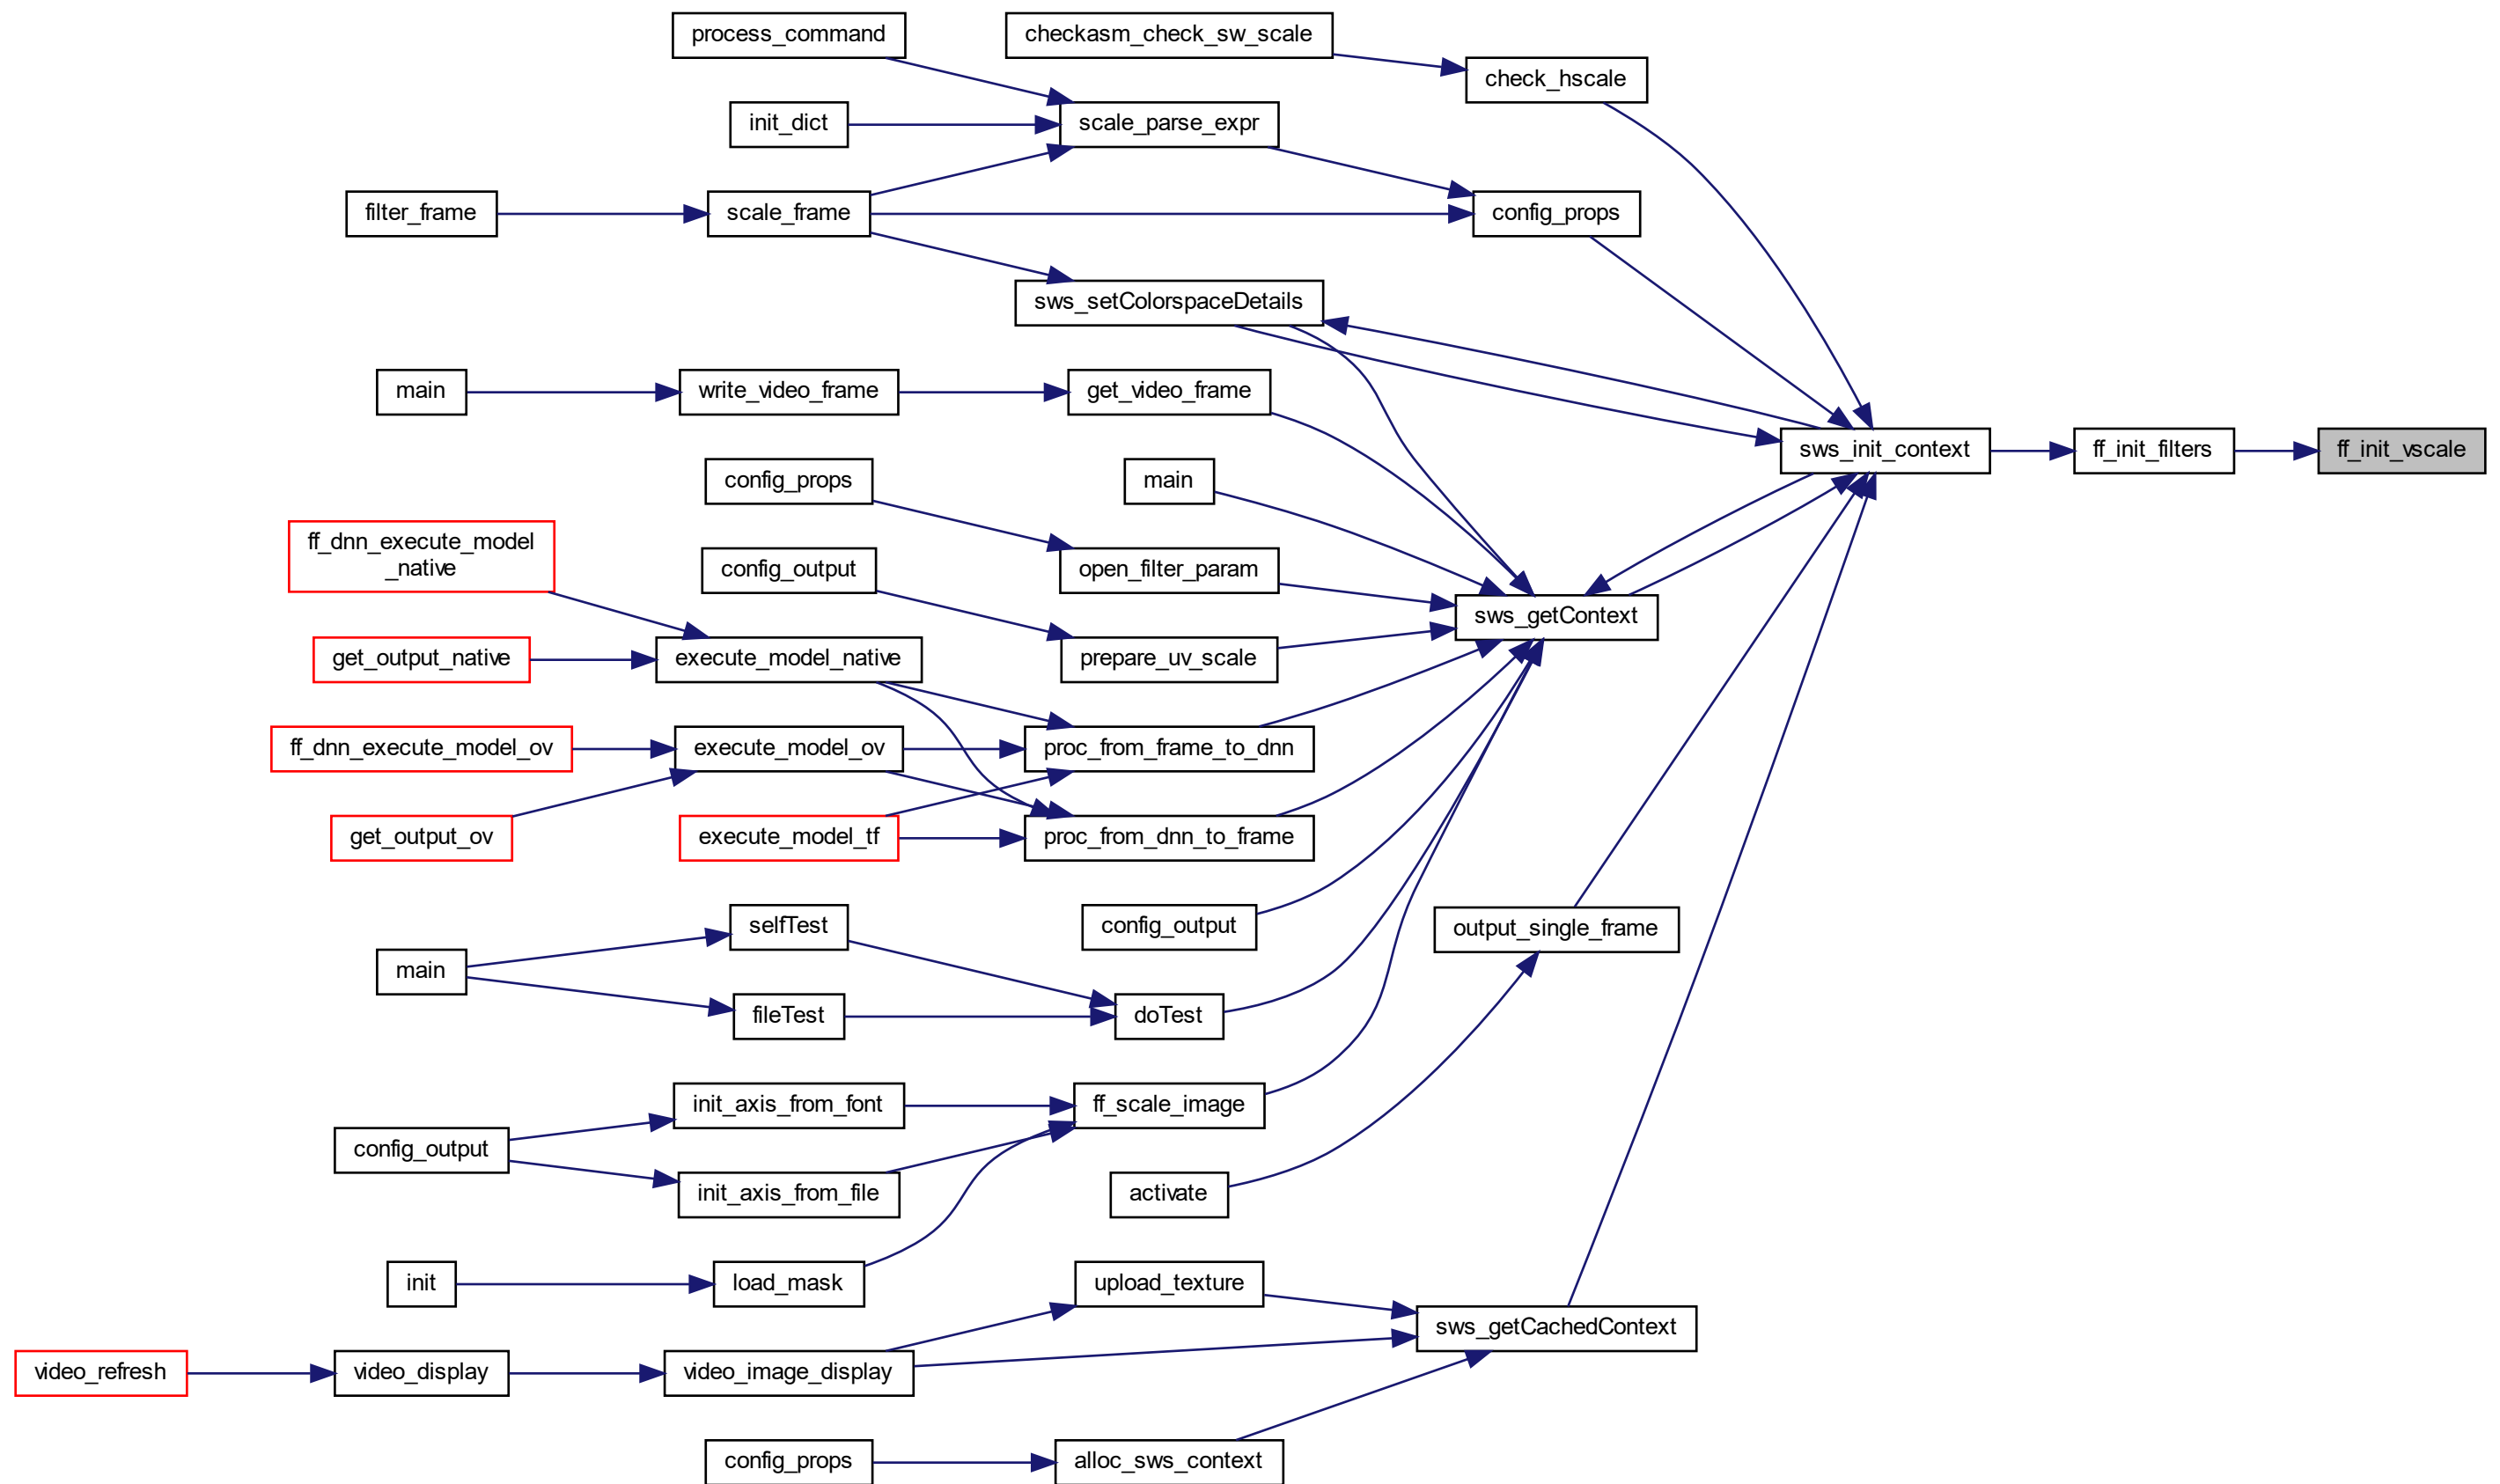 process_command
checkasm_check_sw_scale
check_hscale
init_dict
scale_parse_expr
filter_frame
scale_frame
config_props
sws_setColorspaceDetails
main
write_video_frame
get_video_frame
sws_init_context
ff_init_filters
ff_init_vscale
config_props
main
ff_dnn_execute_model
_native
config_output
open_filter_param
sws_getContext
get_output_native
execute_model_native
prepare_uv_scale
ff_dnn_execute_model_ov
execute_model_ov
proc_from_frame_to_dnn
get_output_ov
execute_model_tf
proc_from_dnn_to_frame
selfTest
config_output
output_single_frame
main
fileTest
doTest
init_axis_from_font
ff_scale_image
config_output
init_axis_from_file
activate
init
load_mask
upload_texture
sws_getCachedContext
video_refresh
video_display
video_image_display
config_props
alloc_sws_context